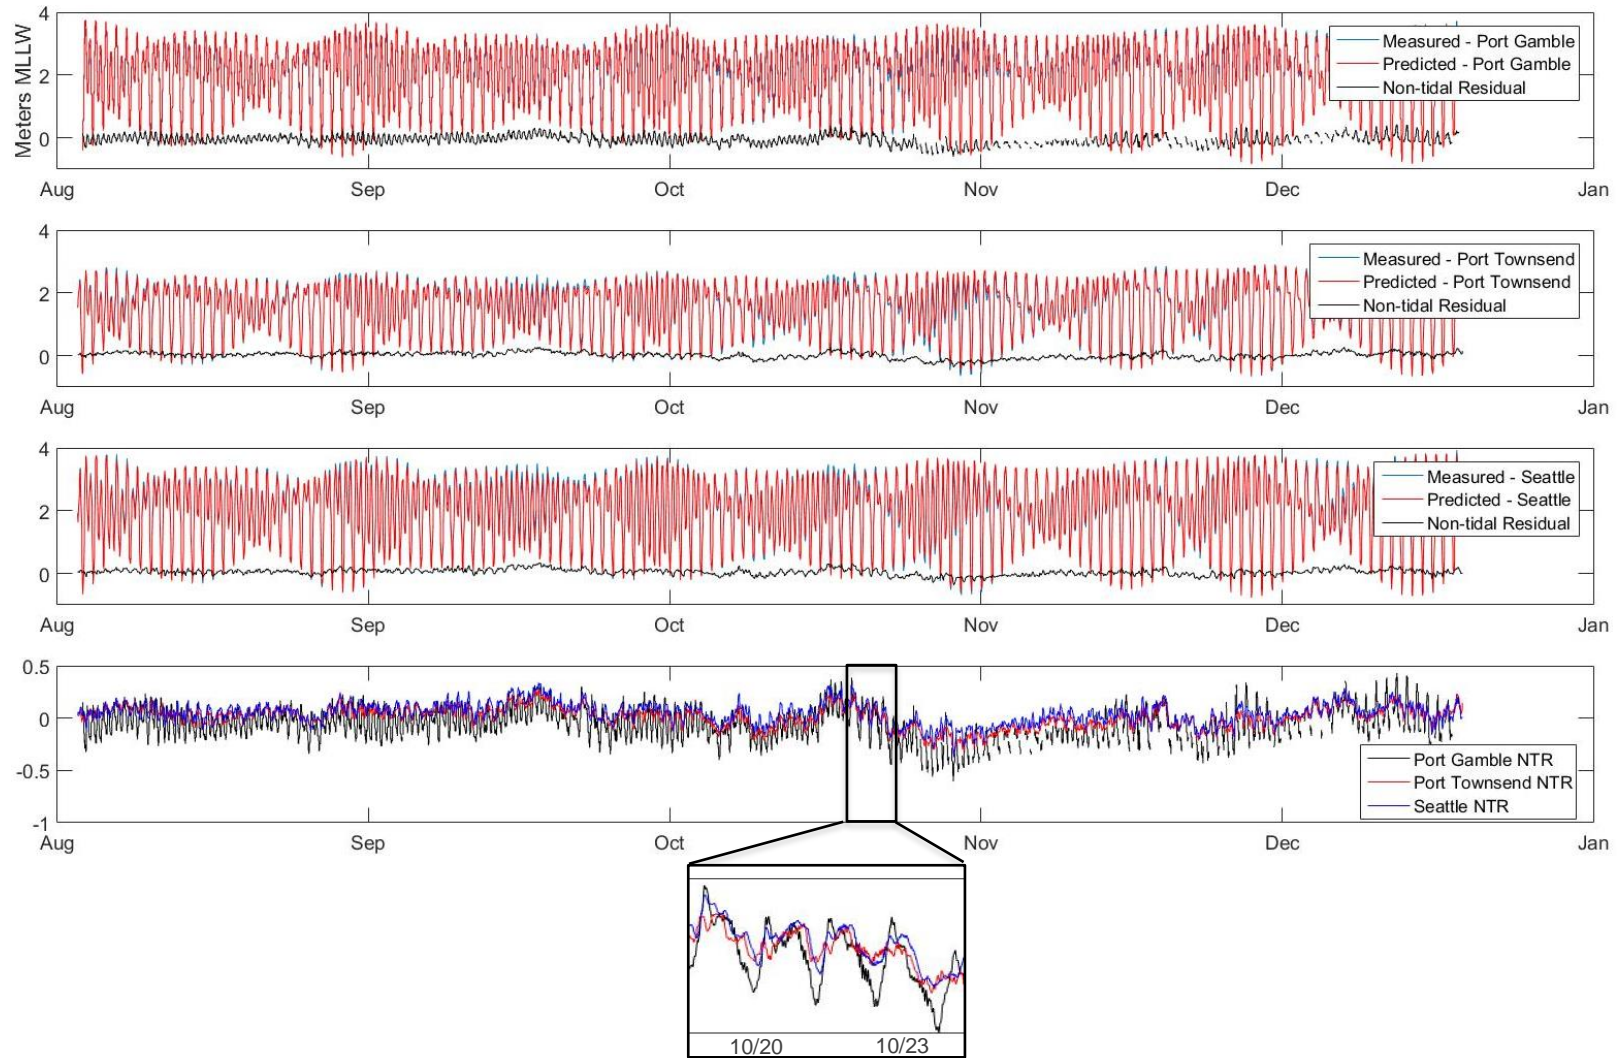 Meters MLLW
4
2
0
Measured - Port Gamble
Predicted - Port Gamble
Non-tidal Residual
Aug Sep Oct Nov Dec Jan
4
2
0
Measured - Port Townsend
Predicted - Port Townsend
Non-tidal Residual
Aug Sep Oct Nov Dec Jan
4
2
0
Measured - Seattle
Predicted - Seattle
Non-tidal Residual
Aug Sep Oct Nov Dec Jan
0.5
0
-0.5
-1
Port Gamble NTR
Port Townsend NTR
Seattle NTR
Aug Sep Oct Nov Dec Jan
10/20 10/23